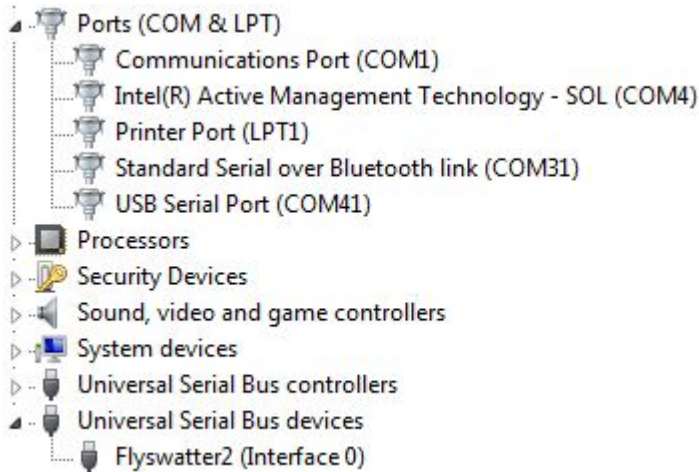 Ports (COM & LPT)
Communications Port (COM1)
Intel(R) Active Management Technology - SOL (COM4)
Printer Port (LPT1)
Standard Serial over Bluetooth link (COM31)
USB Serial Port (COM41)
Processors
Security Devices
Sound, video and game controllers
System devices
Universal Serial Bus controllers
Universal Serial Bus devices
Flyswatter2 (Interface 0)